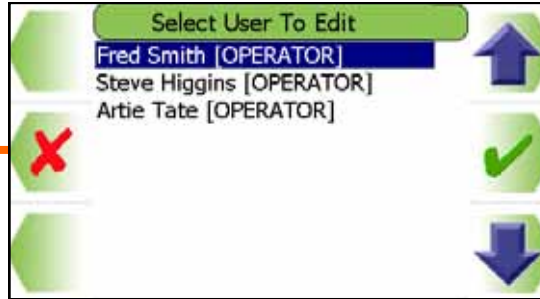 Select User To Edit
Fred Smith [OPERATOR]
Steve Higgins [OPERATOR]
Artie Tate [OPERATOR]